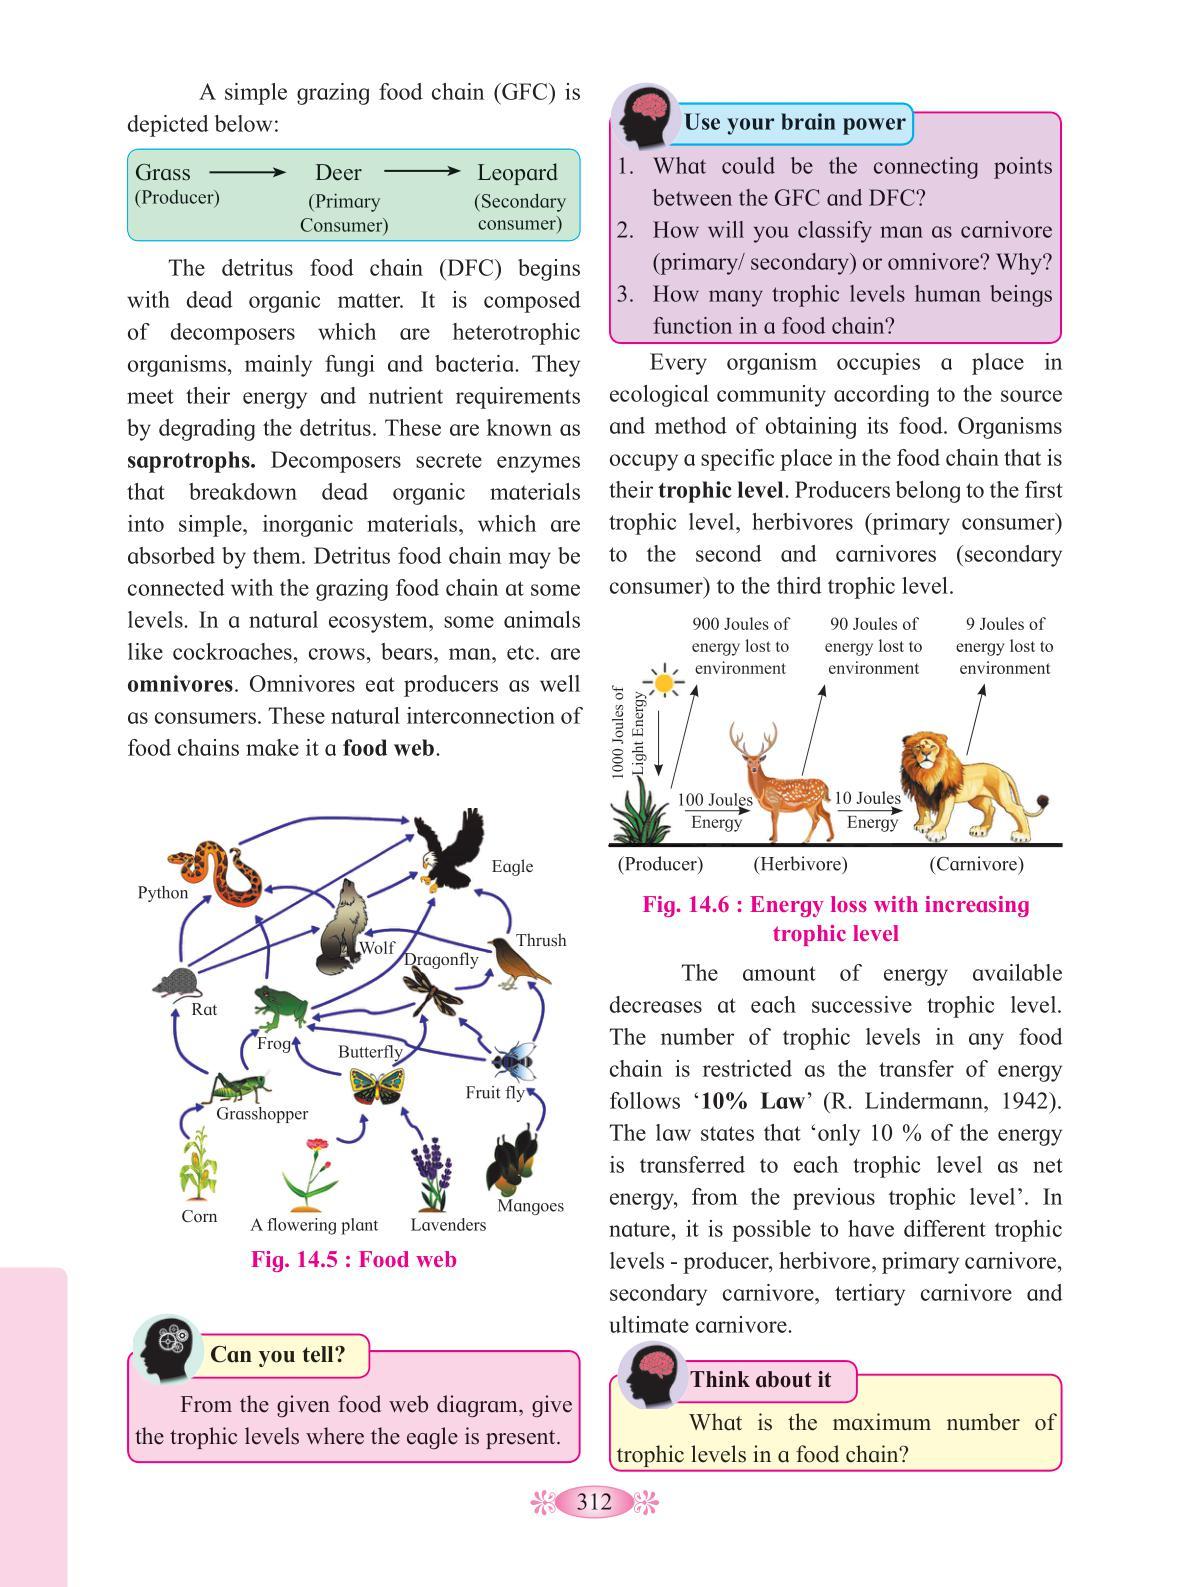 A simple grazing food chain (GFC) is
depicted below:
Grass
(Producer)
Deer
(Primary
Consumer)
Leopard
(Secondary
consumer)
The detritus food chain (DFC) begins
with dead organic matter. It is composed
of decomposers which are heterotrophic
organisms, mainly fungi and bacteria. They
meet their energy and nutrient requirements
by degrading the detritus. These are known as
saprotrophs. Decomposers secrete enzymes
that breakdown dead organic materials
into simple, inorganic materials, which are
absorbed by them. Detritus food chain may be
connected with the grazing food chain at some
levels. In a natural ecosystem, some animals
like cockroaches, crows, bears, man, etc. are
omnivores. Omnivores eat producers as well
as consumers. These natural interconnection of
food chains make it a food web.
Python
Eagle
Wolf
Thrush
Dragonfly
Rat
Frog
Butterfly
Fruit fly
Grasshopper
Corn
A flowering plant
Lavenders
Mangoes
Fig. 14.5 : Food web
Can you tell?
From the given food web diagram, give
the trophic levels where the eagle is present.
Use your brain power
1. What could be the connecting points
between the GFC and DFC?
2. How will you classify man as carnivore
(primary/ secondary) or omnivore? Why?
3. How many trophic levels human beings
function in a food chain?
Every organism occupies a place in
ecological community according to the source
and method of obtaining its food. Organisms
occupy a specific place in the food chain that is
their trophic level. Producers belong to the first
trophic level, herbivores (primary consumer)
to the second and carnivores (secondary
consumer) to the third trophic level.
900 Joules of
energy lost to
environment
90 Joules of
energy lost to
environment
9 Joules of
energy lost to
environment
1000 Joules of
Light Energy
100 Joules
Energy
10 Joules
Energy
(Producer)
(Herbivore)
(Carnivore)
Fig. 14.6 : Energy loss with increasing
trophic level
The amount of energy available
decreases at each successive trophic level.
The number of trophic levels in any food
chain is restricted as the transfer of energy
follows ‘10% Law’ (R. Lindermann, 1942).
The law states that ‘only 10 % of the energy
is transferred to each trophic level as net
energy, from the previous trophic level’. In
nature, it is possible to have different trophic
levels - producer, herbivore, primary carnivore,
secondary carnivore, tertiary carnivore and
ultimate carnivore.
Think about it
What is the maximum number of
trophic levels in a food chain?
312